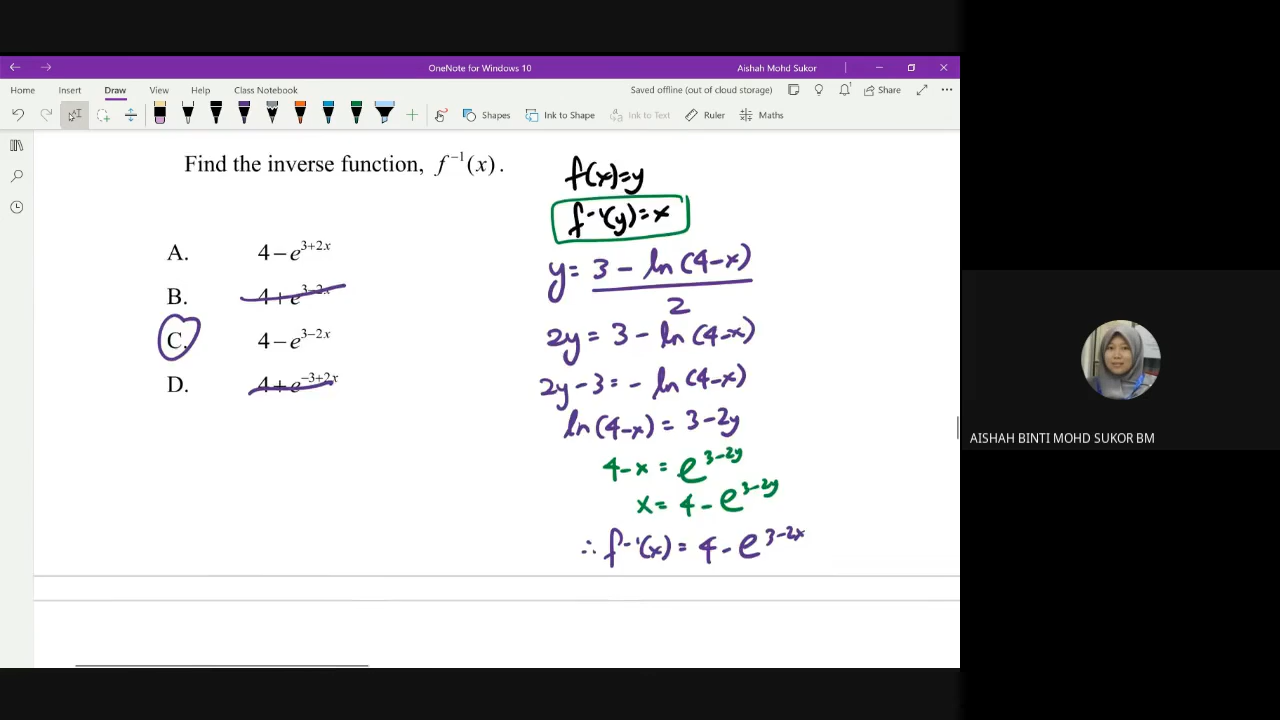 OneNote for Windows 10
Aishah Mohd Sukor
Home Insert Draw View Help Class Notebook
Saved offline (out of cloud storage) Share
Shapes Ink to Shape Ink to Text Ruler Maths
Find the inverse function, f⁻¹(x).
A. 4 − e^{3+2x}
B. 4 + e^{3−2x}
C. 4 − e^{3−2x}
D. 4 + e^{−3+2x}
f(x)=y
f⁻¹(y)=x
y = 3 − ln(4−x)
2
2y = 3 − ln(4−x)
2y − 3 = − ln(4−x)
ln(4−x) = 3 − 2y
4−x = e^{3−2y}
x = 4 − e^{3−2y}
∴ f⁻¹(x) = 4 − e^{3−2x}
AISHAH BINTI MOHD SUKOR BM